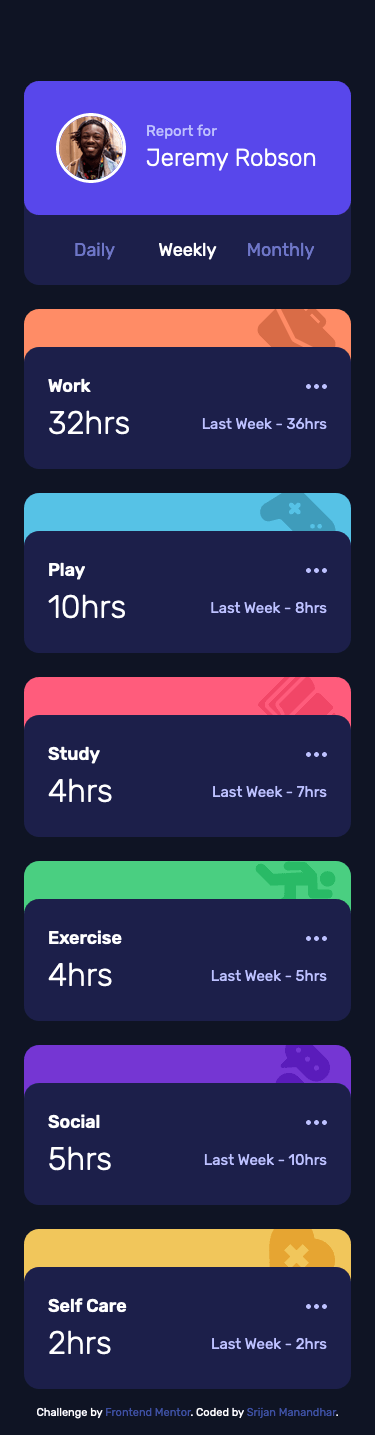 Report for
Jeremy Robson
Daily Weekly Monthly
Work
32hrs Last Week - 36hrs
Play
10hrs Last Week - 8hrs
Study
4hrs Last Week - 7hrs
Exercise
4hrs Last Week - 5hrs
Social
5hrs Last Week - 10hrs
Self Care
2hrs Last Week - 2hrs
Challenge by Frontend Mentor. Coded by Srijan Manandhar.